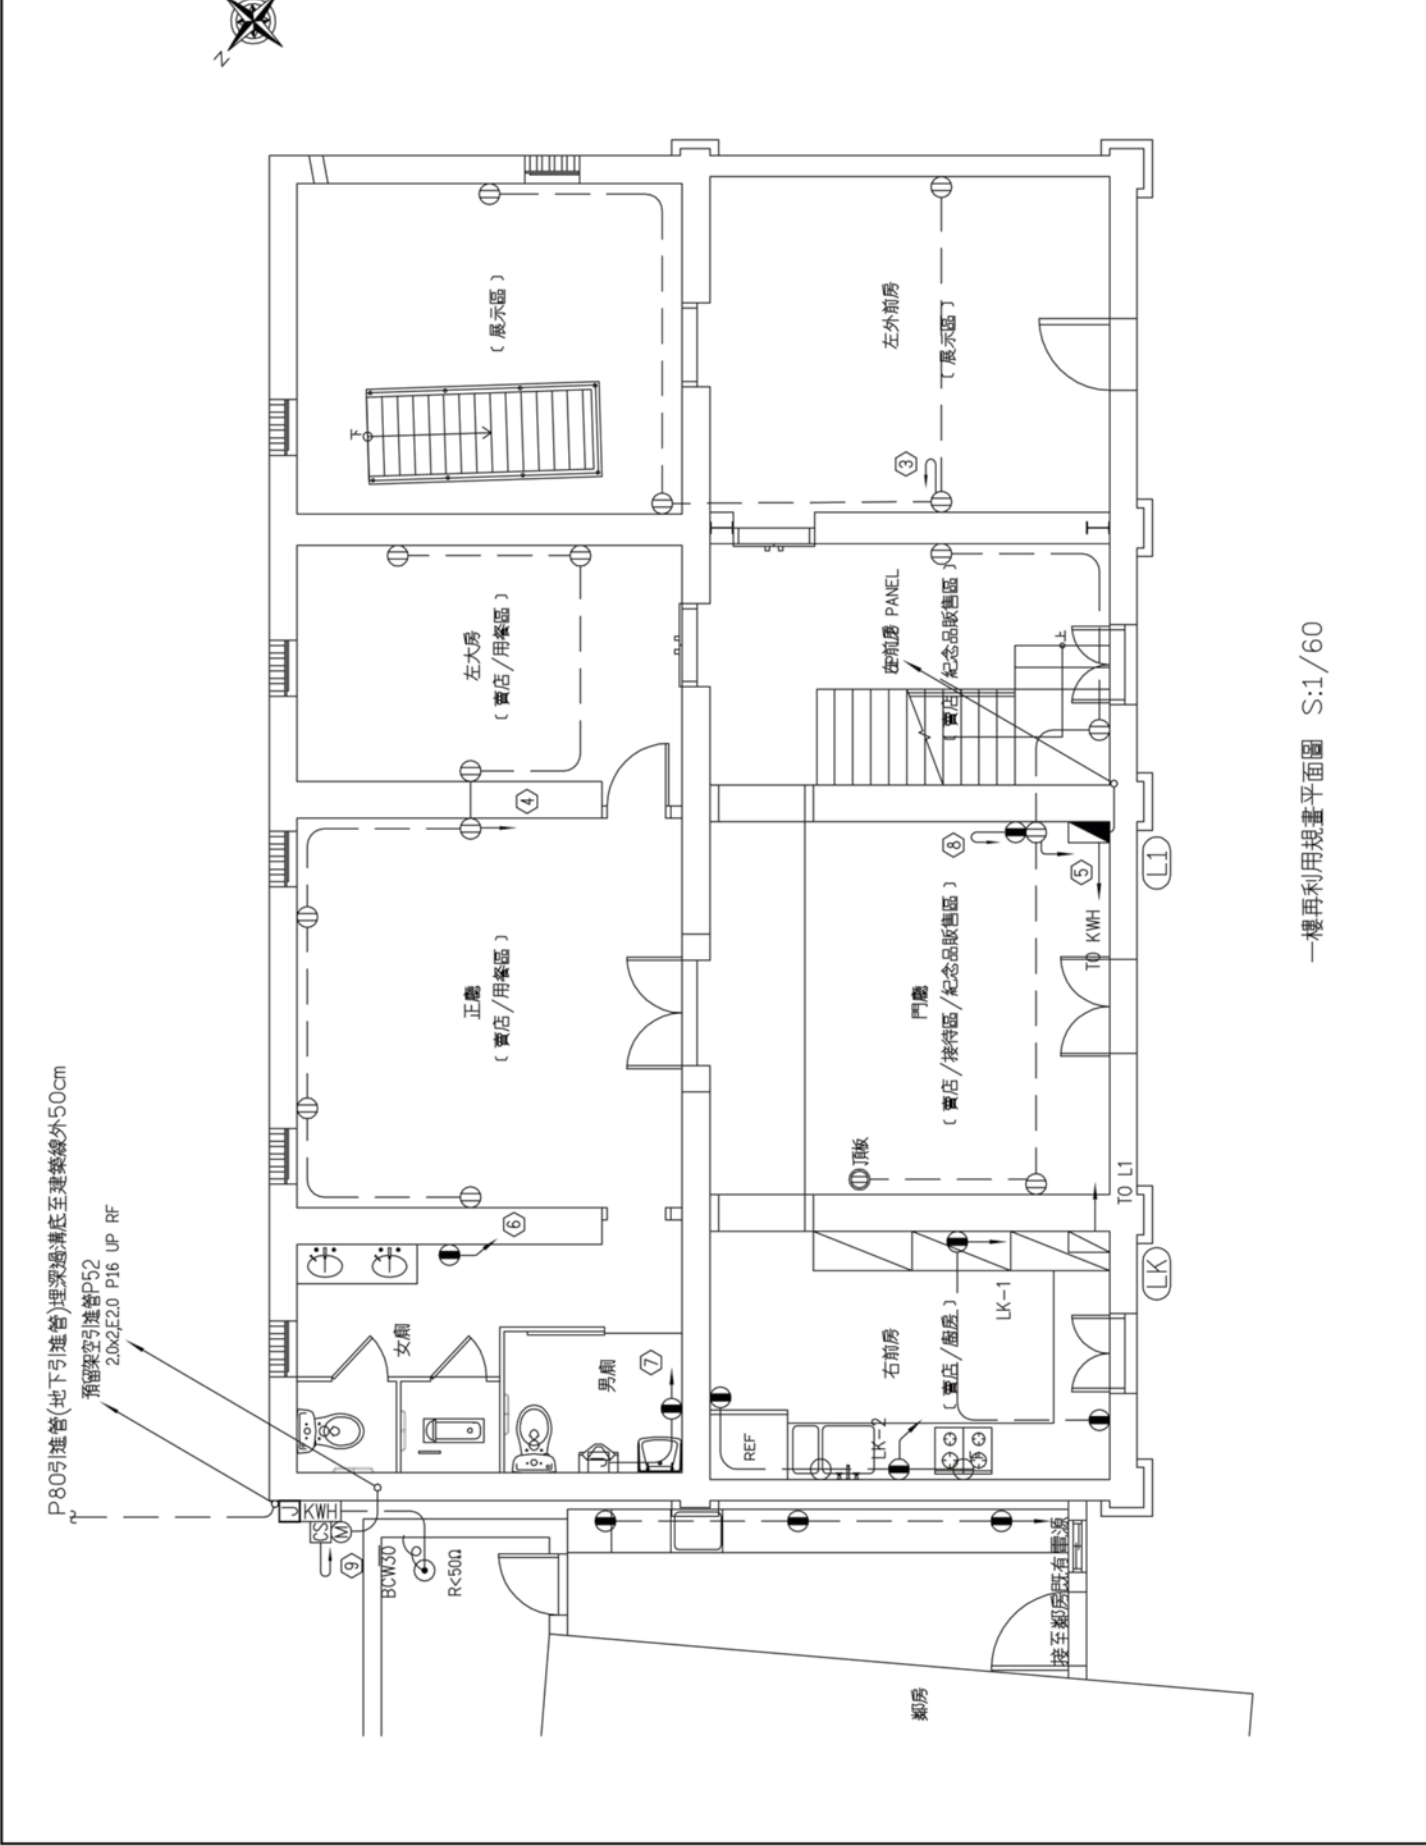 Z
P80引進管(地下引進管)埋深過溝底至建築線外50cm
預留架空引進管P52
2.0x2,E2.0 P16 UP RF
J
KWH
CS
M
9
BCW30
R<50Ω
女廁
男廁
7
6
正廳
( 賣店/用餐區 )
4
左大房
( 賣店/用餐區 )
下
( 展示區 )
REF
LK-2
右前房
( 賣店/廚房 )
LK-1
頂板
門廳
( 賣店/接待區/紀念品販售區 )
8
5
TO KWH
TO L1
左前房
PANEL
( 賣店/紀念品販售區 )
上
3
左外前房
( 展示區 )
接至鄰房既有電源
鄰房
LK
L1
一樓再利用規畫平面圖 S:1/60